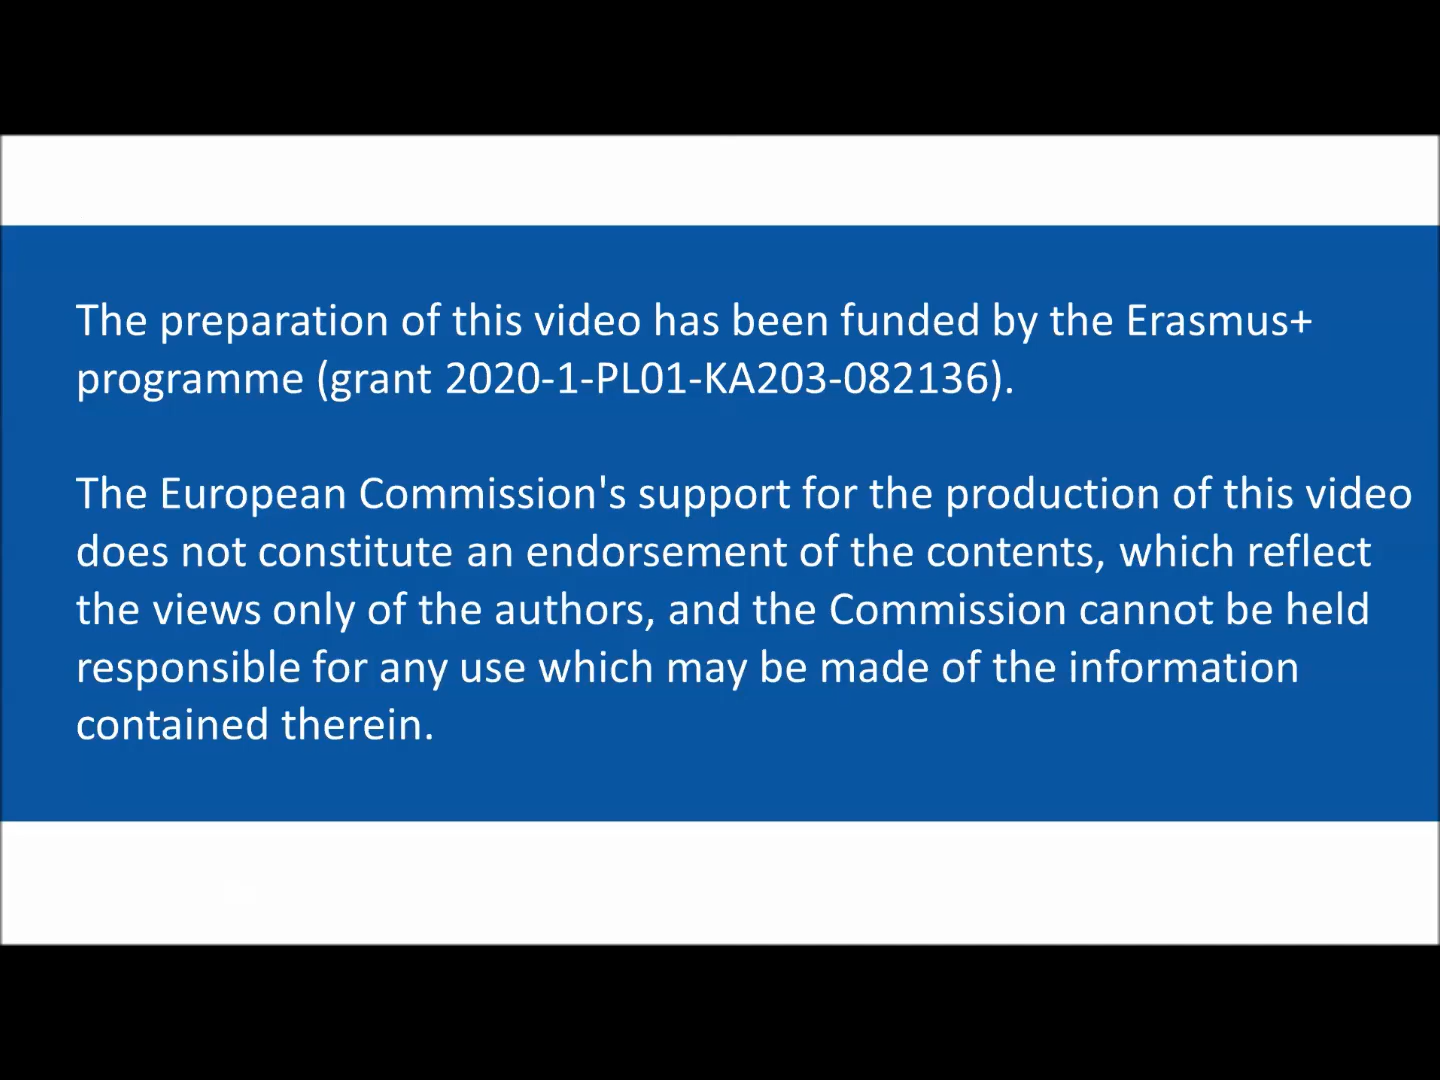 The preparation of this video has been funded by the Erasmus+
programme (grant 2020-1-PL01-KA203-082136).
The European Commission's support for the production of this video
does not constitute an endorsement of the contents, which reflect
the views only of the authors, and the Commission cannot be held
responsible for any use which may be made of the information
contained therein.